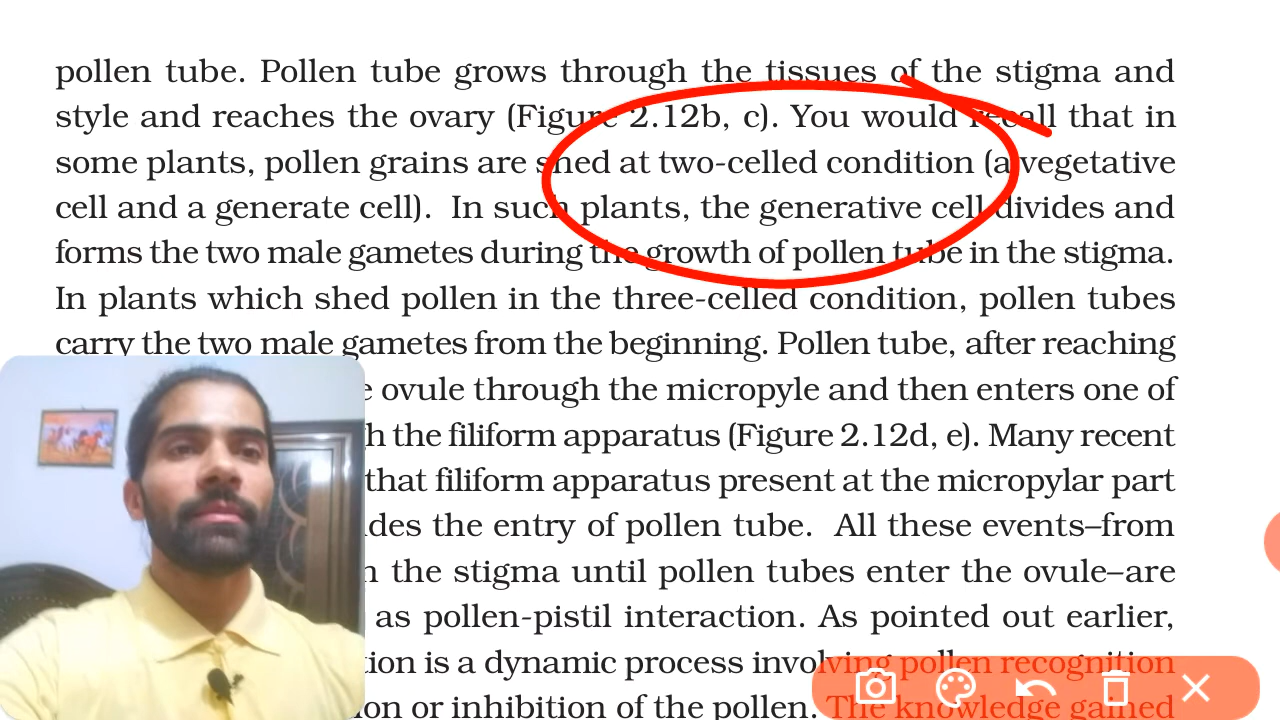 pollen tube. Pollen tube grows through the tissues of the stigma and
style and reaches the ovary (Figure 2.12b, c). You would recall that in
some plants, pollen grains are shed at two-celled condition (a vegetative
cell and a generate cell). In such plants, the generative cell divides and
forms the two male gametes during the growth of pollen tube in the stigma.
In plants which shed pollen in the three-celled condition, pollen tubes
carry the two male gametes from the beginning. Pollen tube, after reaching
ovule through the micropyle and then enters one of
the filiform apparatus (Figure 2.12d, e). Many recent
that filiform apparatus present at the micropylar part
the entry of pollen tube. All these events–from
the stigma until pollen tubes enter the ovule–are
as pollen-pistil interaction. As pointed out earlier,
is a dynamic process involving pollen recognition
or inhibition of the pollen. The knowledge gained